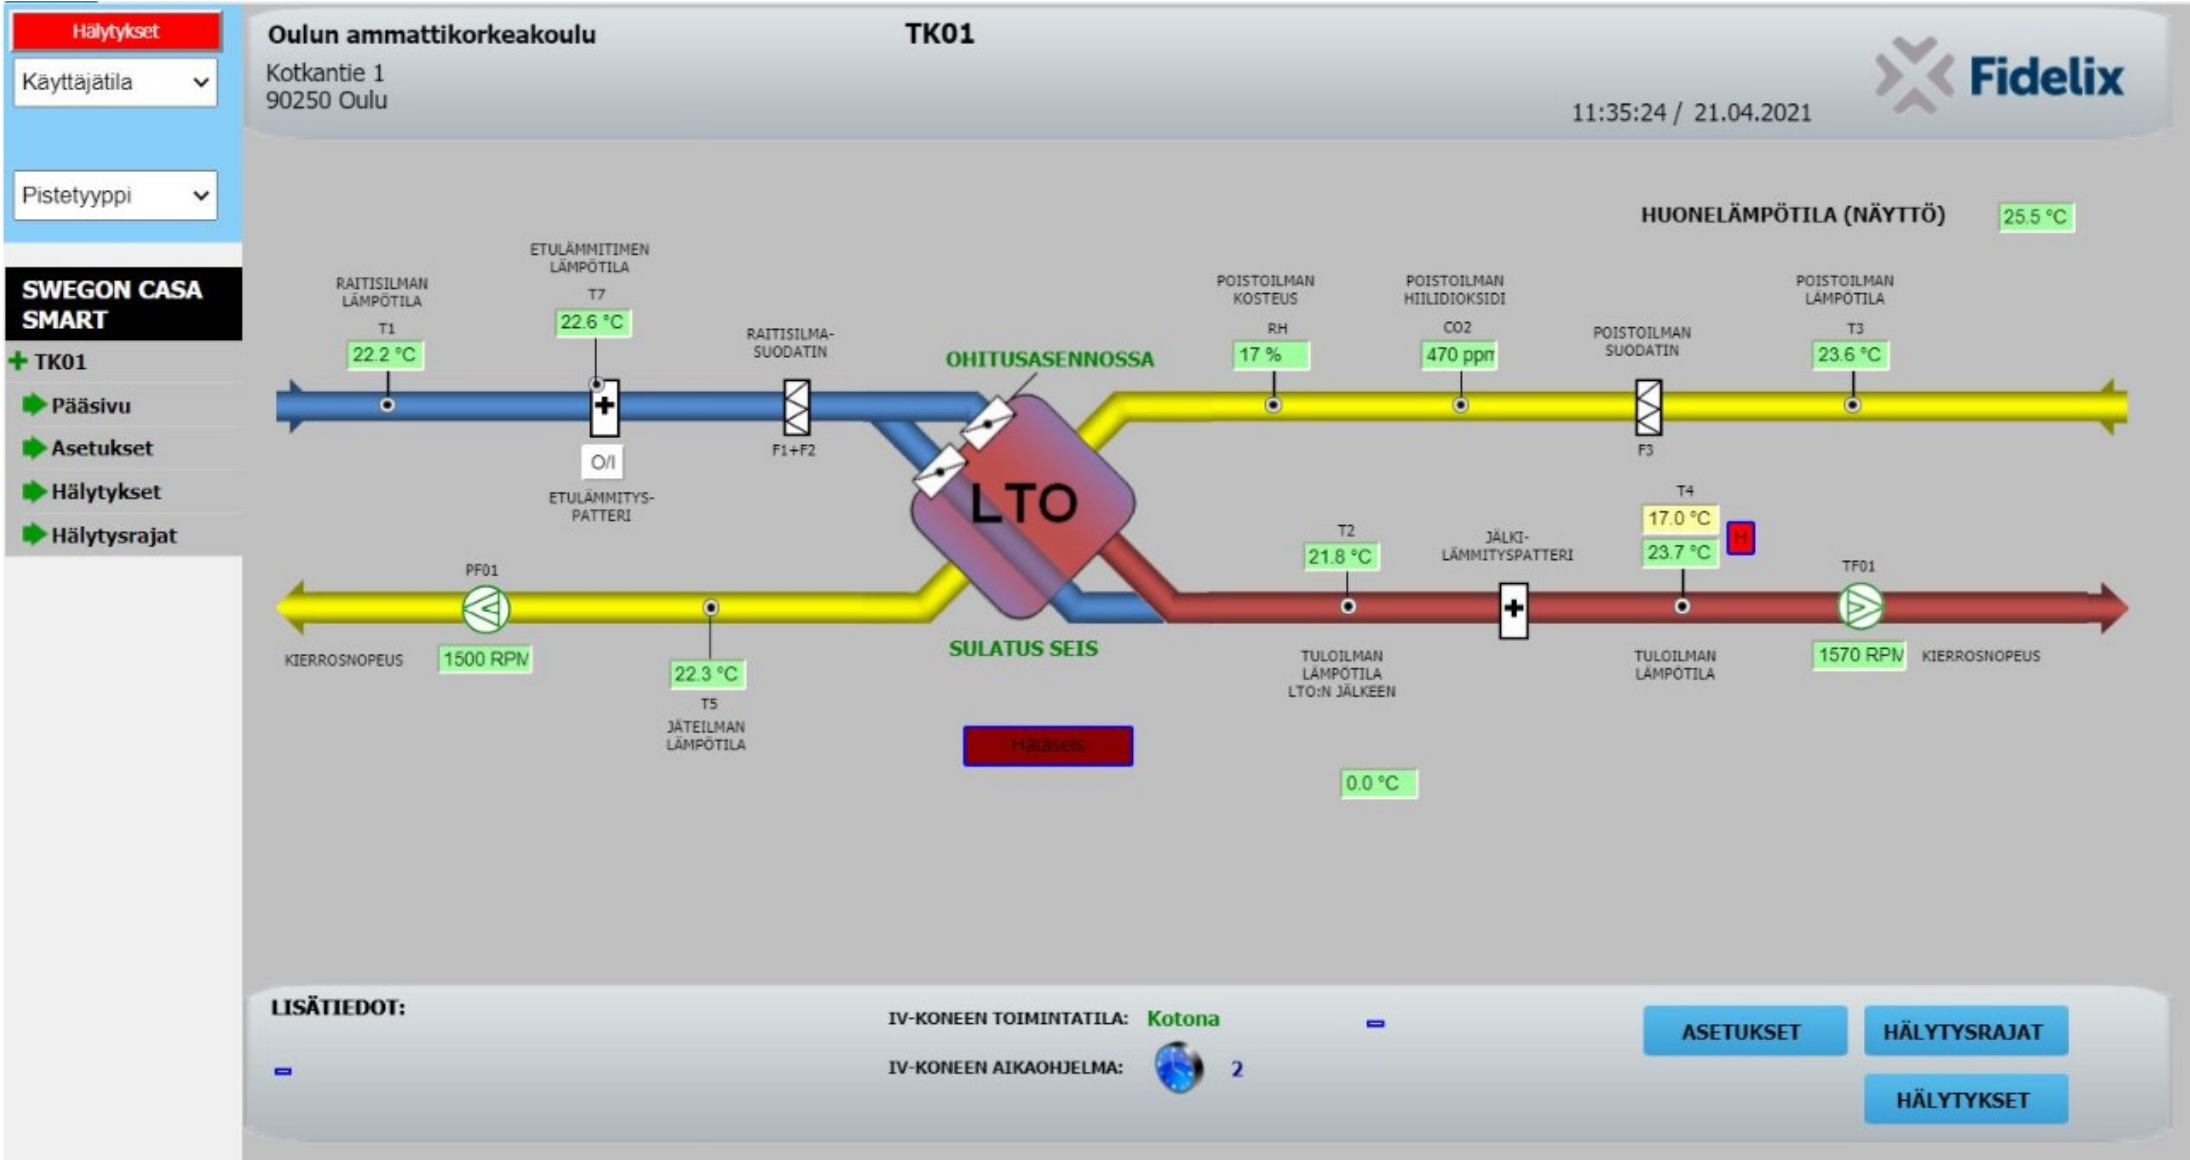 Hälytykset
Käyttäjätila
Pistetyyppi
SWEGON CASA
SMART
TK01
Pääsivu
Asetukset
Hälytykset
Hälytysrajat
Oulun ammattikorkeakoulu
TK01
Kotkantie 1
90250 Oulu
11:35:24 / 21.04.2021
Fidelix
HUONELÄMPÖTILA (NÄYTTÖ)
25.5 °C
RAITISILMAN
LÄMPÖTILA
T1
22.2 °C
ETULÄMMITIMEN
LÄMPÖTILA
T7
22.6 °C
O/I
ETULÄMMITYS-
PATTERI
RAITISILMA-
SUODATIN
F1+F2
OHITUSASENNOSSA
LTO
SULATUS SEIS
POISTOILMAN
KOSTEUS
RH
17 %
POISTOILMAN
HIILIDIOKSIDI
CO2
470 ppm
POISTOILMAN
SUODATIN
F3
POISTOILMAN
LÄMPÖTILA
T3
23.6 °C
PF01
KIERROSNOPEUS
1500 RPM
22.3 °C
T5
JÄTEILMAN
LÄMPÖTILA
Hätäseis
T2
21.8 °C
TULOILMAN
LÄMPÖTILA
LTO:N JÄLKEEN
JÄLKI-
LÄMMITYSPATTERI
T4
17.0 °C
23.7 °C
H
TULOILMAN
LÄMPÖTILA
TF01
1570 RPM
KIERROSNOPEUS
0.0 °C
LISÄTIEDOT:
IV-KONEEN TOIMINTATILA: Kotona
IV-KONEEN AIKAOHJELMA: 2
ASETUKSET
HÄLYTYSRAJAT
HÄLYTYKSET